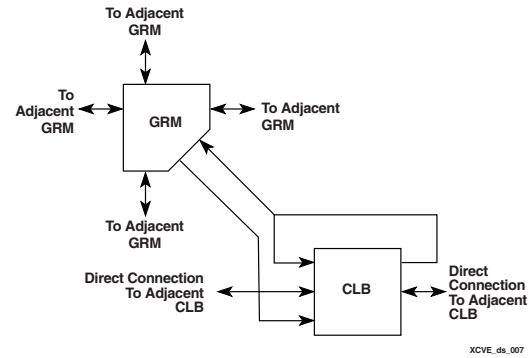 To Adjacent
GRM
To
Adjacent
GRM
GRM
To Adjacent
GRM
To Adjacent
GRM
Direct Connection
To Adjacent
CLB
CLB
Direct
Connection
To Adjacent
CLB
XCVE_ds_007